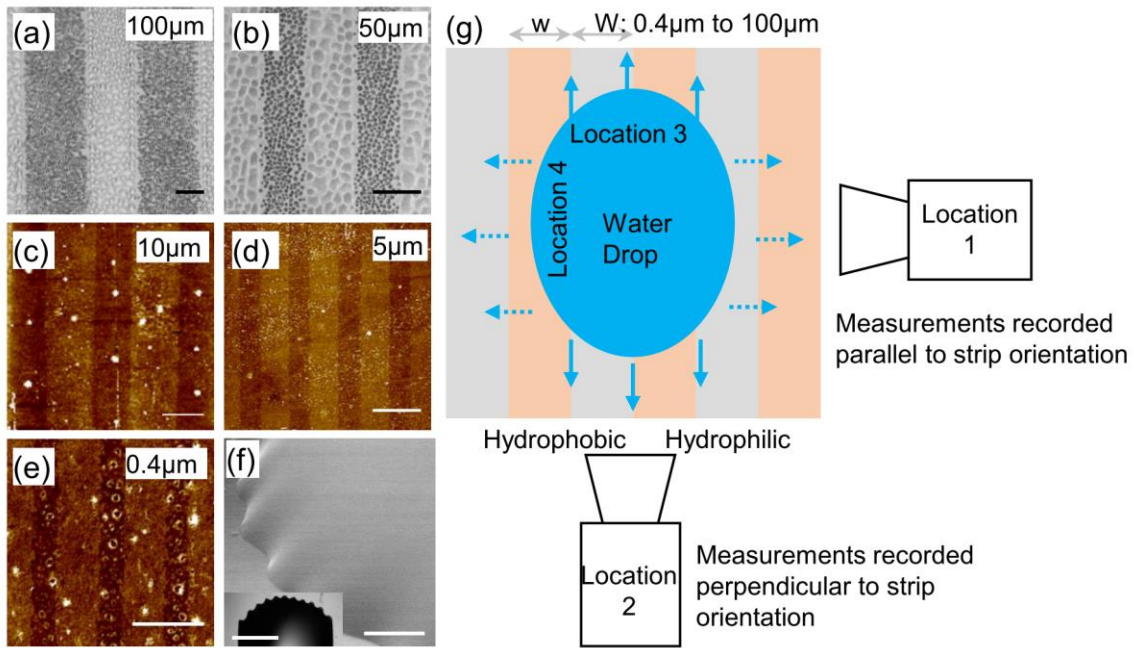 (a) 100µm
(b) 50µm
(c) 10µm
(d) 5µm
(e) 0.4µm
(f)
(g) w W: 0.4µm to 100µm
Location 3
Location 4
Water
Drop
Location
1
Measurements recorded
parallel to strip orientation
Hydrophobic Hydrophilic
Location
2
Measurements recorded
perpendicular to strip
orientation